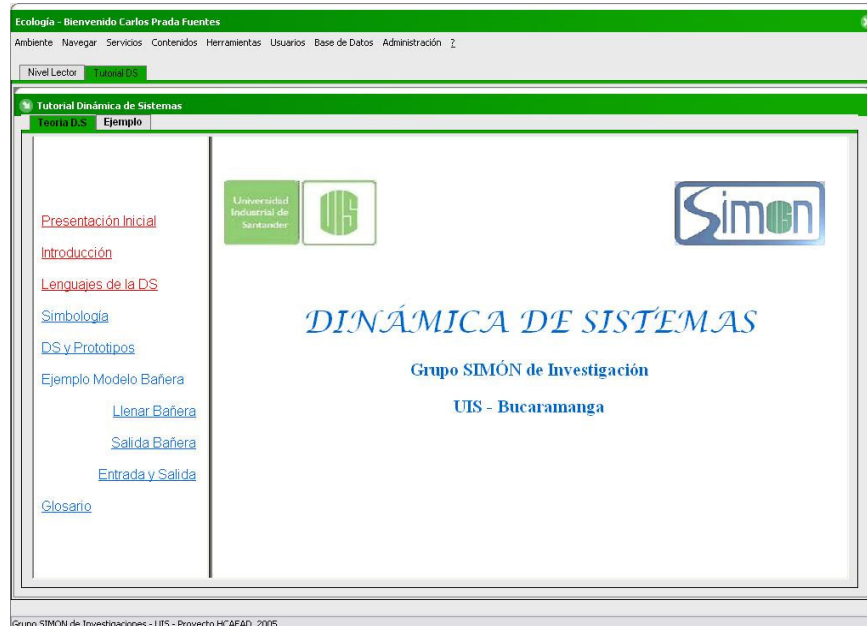 Ecología - Bienvenido Carlos Prada Fuentes
Ambiente Navegar Servicios Contenidos Herramientas Usuarios Base de Datos Administración ?
Nivel Lector Tutorial DS
Tutorial Dinámica de Sistemas
Teoría D.S Ejemplo
Universidad
Industrial de
Santander
UIS
Simon
Presentación Inicial
Introducción
Lenguajes de la DS
Simbología
DS y Prototipos
Ejemplo Modelo Bañera
Llenar Bañera
Salida Bañera
Entrada y Salida
Glosario
DINÁMICA DE SISTEMAS
Grupo SIMÓN de Investigación
UIS - Bucaramanga
Grupo SIMON de Investigaciones - UIS - Proyecto HCAEAD, 2005